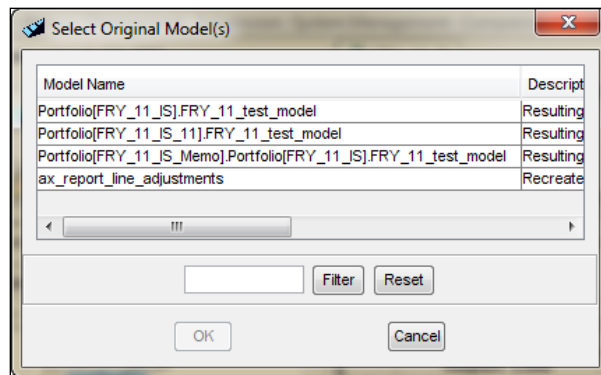 Select Original Model(s)
Model Name Descript
Portfolio[FRY_11_IS].FRY_11_test_model Resulting
Portfolio[FRY_11_IS_11].FRY_11_test_model Resulting
Portfolio[FRY_11_IS_Memo].Portfolio[FRY_11_IS].FRY_11_test_model Resulting
ax_report_line_adjustments Recreate
Filter Reset
OK Cancel